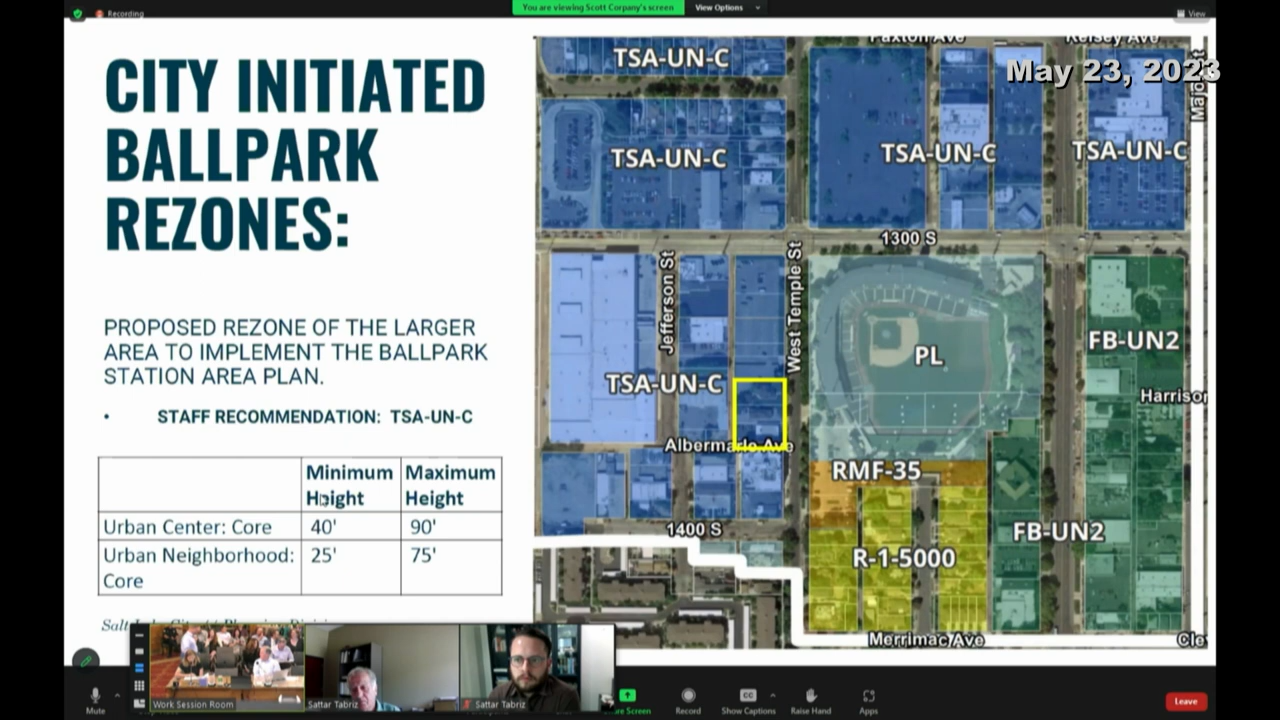 Recording
You are viewing Scott Corpany's screen
View Options
View
May 23, 2023
CITY INITIATED
BALLPARK
REZONES:
PROPOSED REZONE OF THE LARGER
AREA TO IMPLEMENT THE BALLPARK
STATION AREA PLAN.
• STAFF RECOMMENDATION: TSA-UN-C
Minimum Height
Maximum Height
Urban Center: Core 40' 90'
Urban Neighborhood: Core 25' 75'
Paxton Ave
Kelsey Ave
TSA-UN-C
TSA-UN-C
TSA-UN-C
TSA-UN-C
1300 S
Jefferson St
West Temple St
PL
FB-UN2
TSA-UN-C
Harrison
Albermarle Ave
RMF-35
1400 S
R-1-5000
FB-UN2
Merrimac Ave
Cle
Work Session Room
Sattar Tabriz
Sattar Tabriz
Mute
Screen
Record
CC
Show Captions
Raise Hand
Apps
Leave